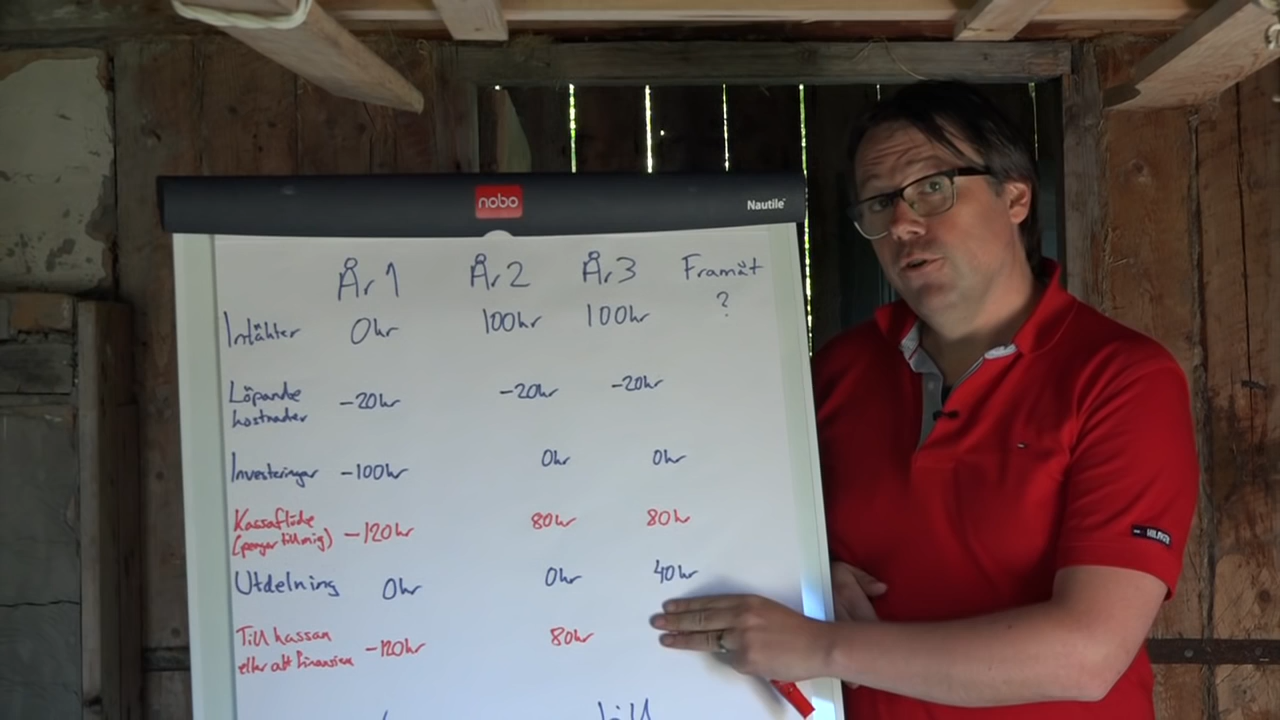 nobo
Nautile
År 1 År 2 År 3 Framåt
Intäkter 0kr 100kr 100kr ?
Löpande
kostnader -20kr -20kr -20kr
Investeringar -100kr 0kr 0kr
Kassaflöde
(pengar till mig) -120kr 80kr 80kr
Utdelning 0kr 0kr 40kr
Till kassan
eller att finansiera -120kr 80kr
till
HILFIGER